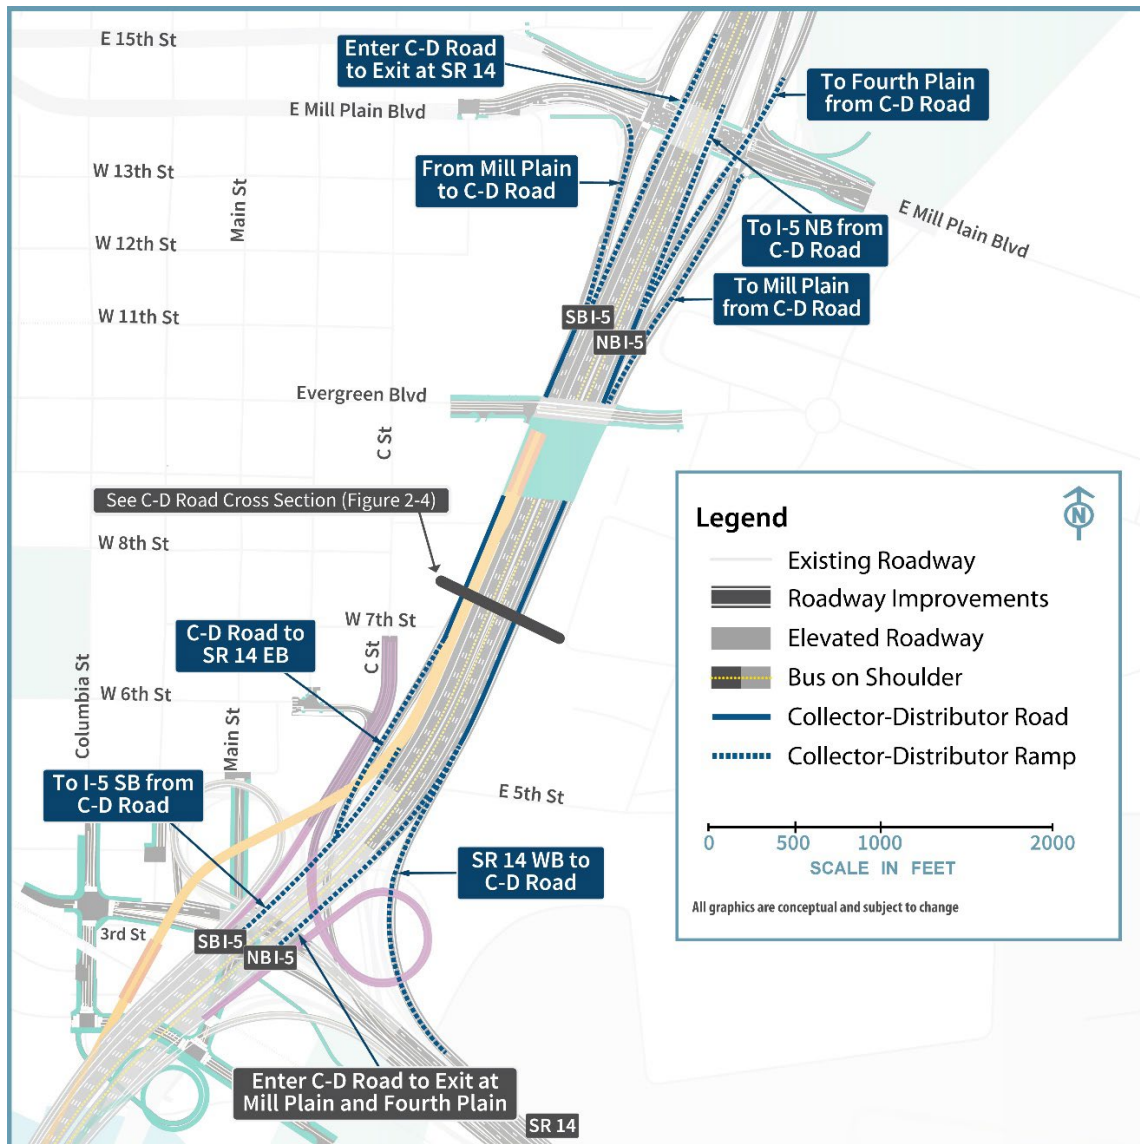 E 15th St
Enter C-D Road
to Exit at SR 14
To Fourth Plain
from C-D Road
E Mill Plain Blvd
W 13th St
From Mill Plain
to C-D Road
Main St
E Mill Plain Blvd
W 12th St
To I-5 NB from
C-D Road
To Mill Plain
from C-D Road
W 11th St
SB I-5
NB I-5
Evergreen Blvd
C St
See C-D Road Cross Section (Figure 2-4)
W 8th St
W 7th St
C-D Road to
SR 14 EB
C St
Columbia St
W 6th St
Main St
To I-5 SB from
C-D Road
E 5th St
SR 14 WB to
C-D Road
3rd St
SB I-5
NB I-5
Enter C-D Road to Exit at
Mill Plain and Fourth Plain
SR 14
Legend
N
Existing Roadway
Roadway Improvements
Elevated Roadway
Bus on Shoulder
Collector-Distributor Road
Collector-Distributor Ramp
0 500 1000 2000
SCALE IN FEET
All graphics are conceptual and subject to change